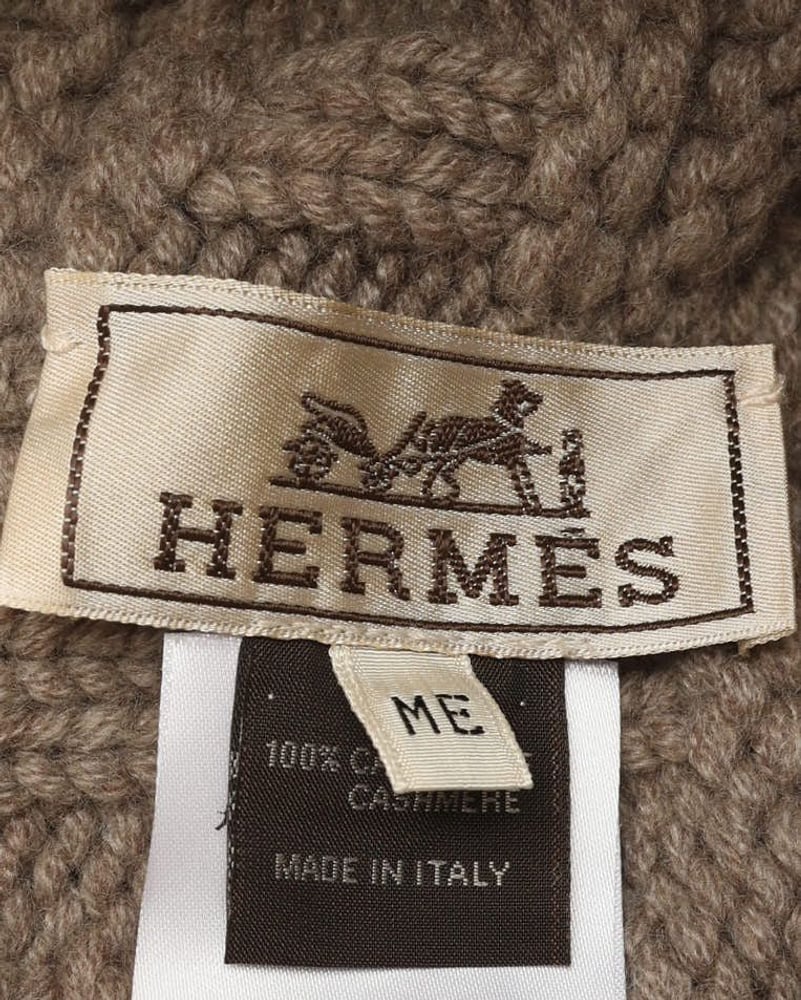 HERMÈS
ME
100% CA
CASHMERE
MADE IN ITALY